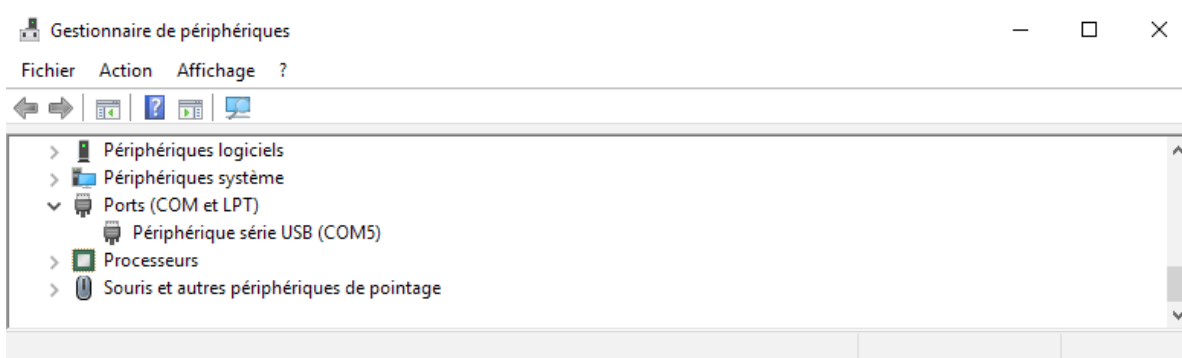 Gestionnaire de périphériques
Fichier Action Affichage ?
Périphériques logiciels
Périphériques système
Ports (COM et LPT)
Périphérique série USB (COM5)
Processeurs
Souris et autres périphériques de pointage